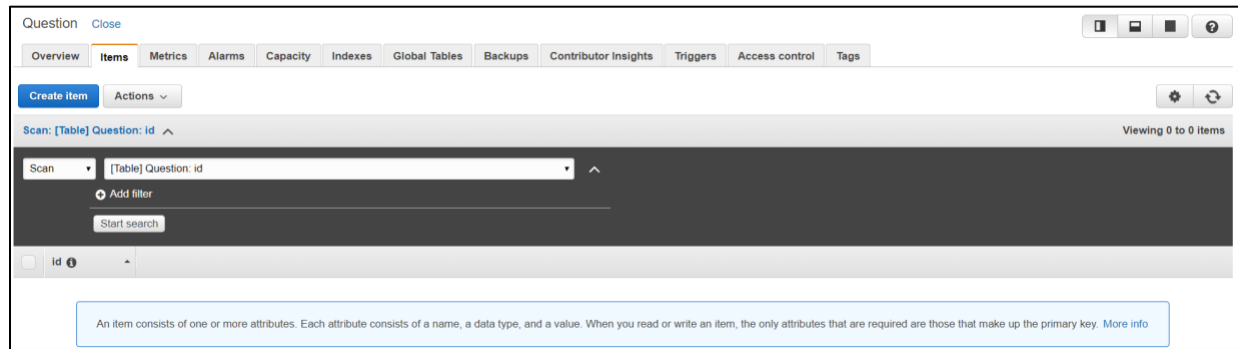 Question Close
Overview Items Metrics Alarms Capacity Indexes Global Tables Backups Contributor Insights Triggers Access control Tags
Create item Actions
Scan: [Table] Question: id Viewing 0 to 0 items
Scan [Table] Question: id
Add filter
Start search
id
An item consists of one or more attributes. Each attribute consists of a name, a data type, and a value. When you read or write an item, the only attributes that are required are those that make up the primary key. More info